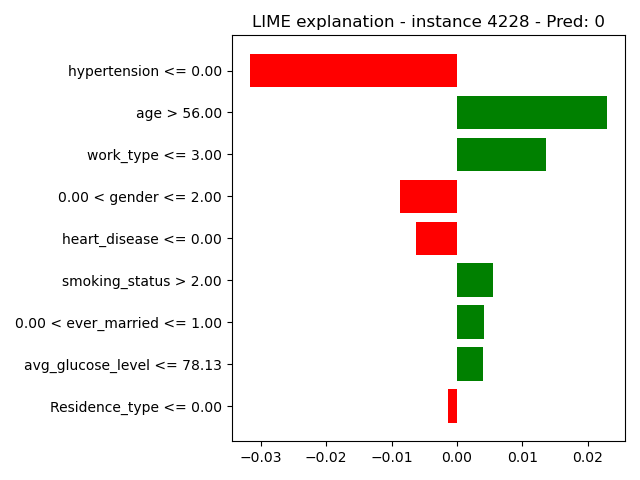 LIME explanation - instance 4228 - Pred: 0
hypertension <= 0.00
age > 56.00
work_type <= 3.00
0.00 < gender <= 2.00
heart_disease <= 0.00
smoking_status > 2.00
0.00 < ever_married <= 1.00
avg_glucose_level <= 78.13
Residence_type <= 0.00
−0.03 −0.02 −0.01 0.00 0.01 0.02